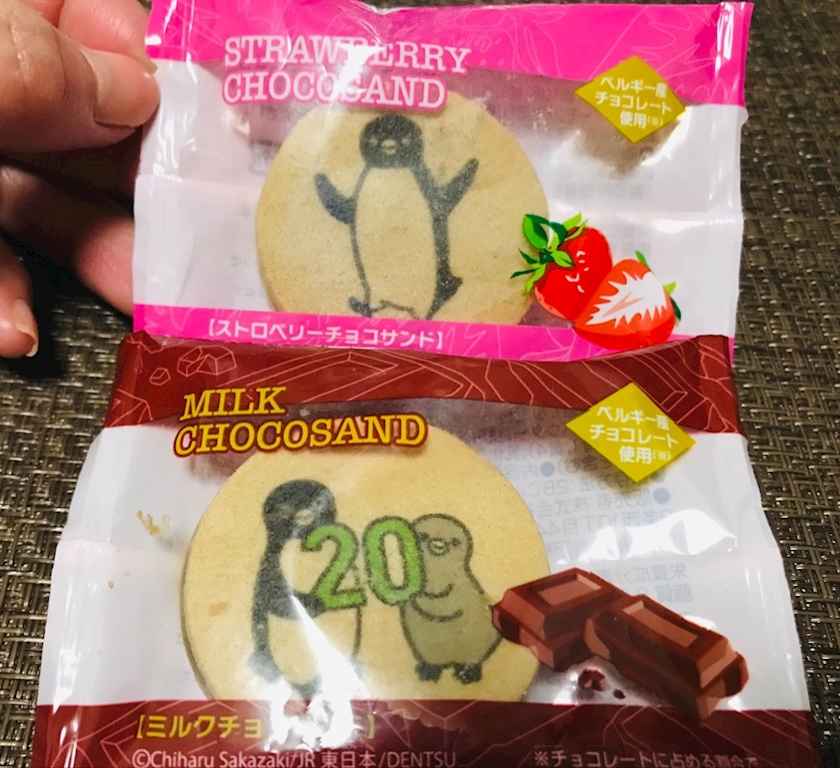 STRAWBERRY
CHOCOSAND
ベルギー産
チョコレート
使用(※)
【ストロベリーチョコサンド】
MILK
CHOCOSAND
ベルギー産
チョコレート
使用(※)
20
【ミルクチョ
©Chiharu Sakazaki/JR 東日本/DENTSU
※チョコレートに占める割合で